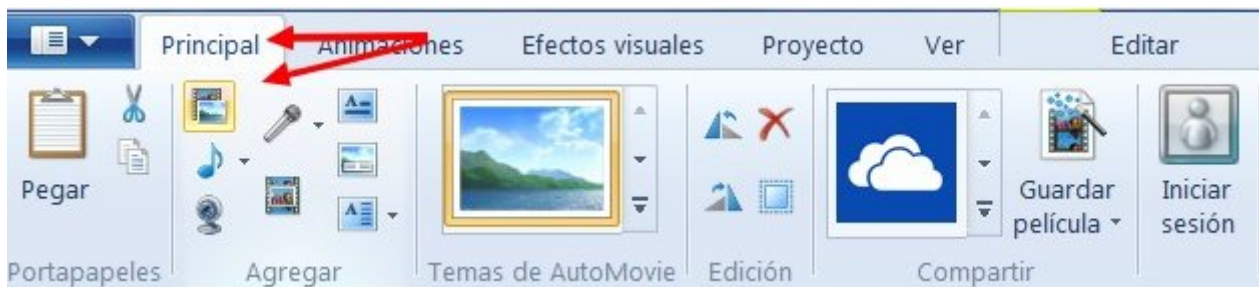 Principal Animaciones Efectos visuales Proyecto Ver Editar
Pegar
Guardar película
Iniciar sesión
Portapapeles Agregar Temas de AutoMovie Edición Compartir